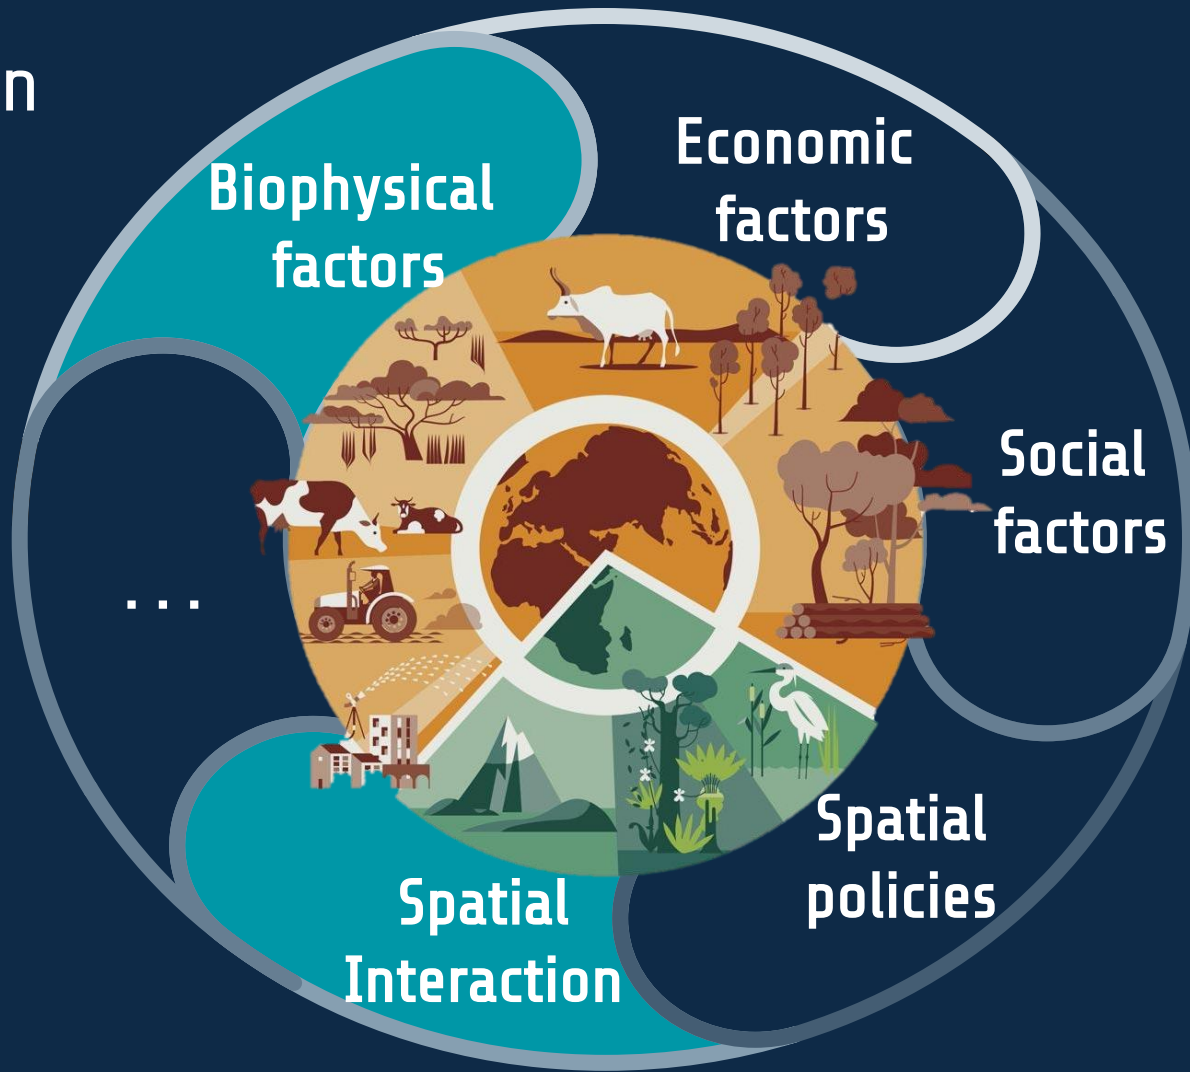 n
Biophysical
factors
Economic
factors
Social
factors
...
Spatial
policies
Spatial
Interaction